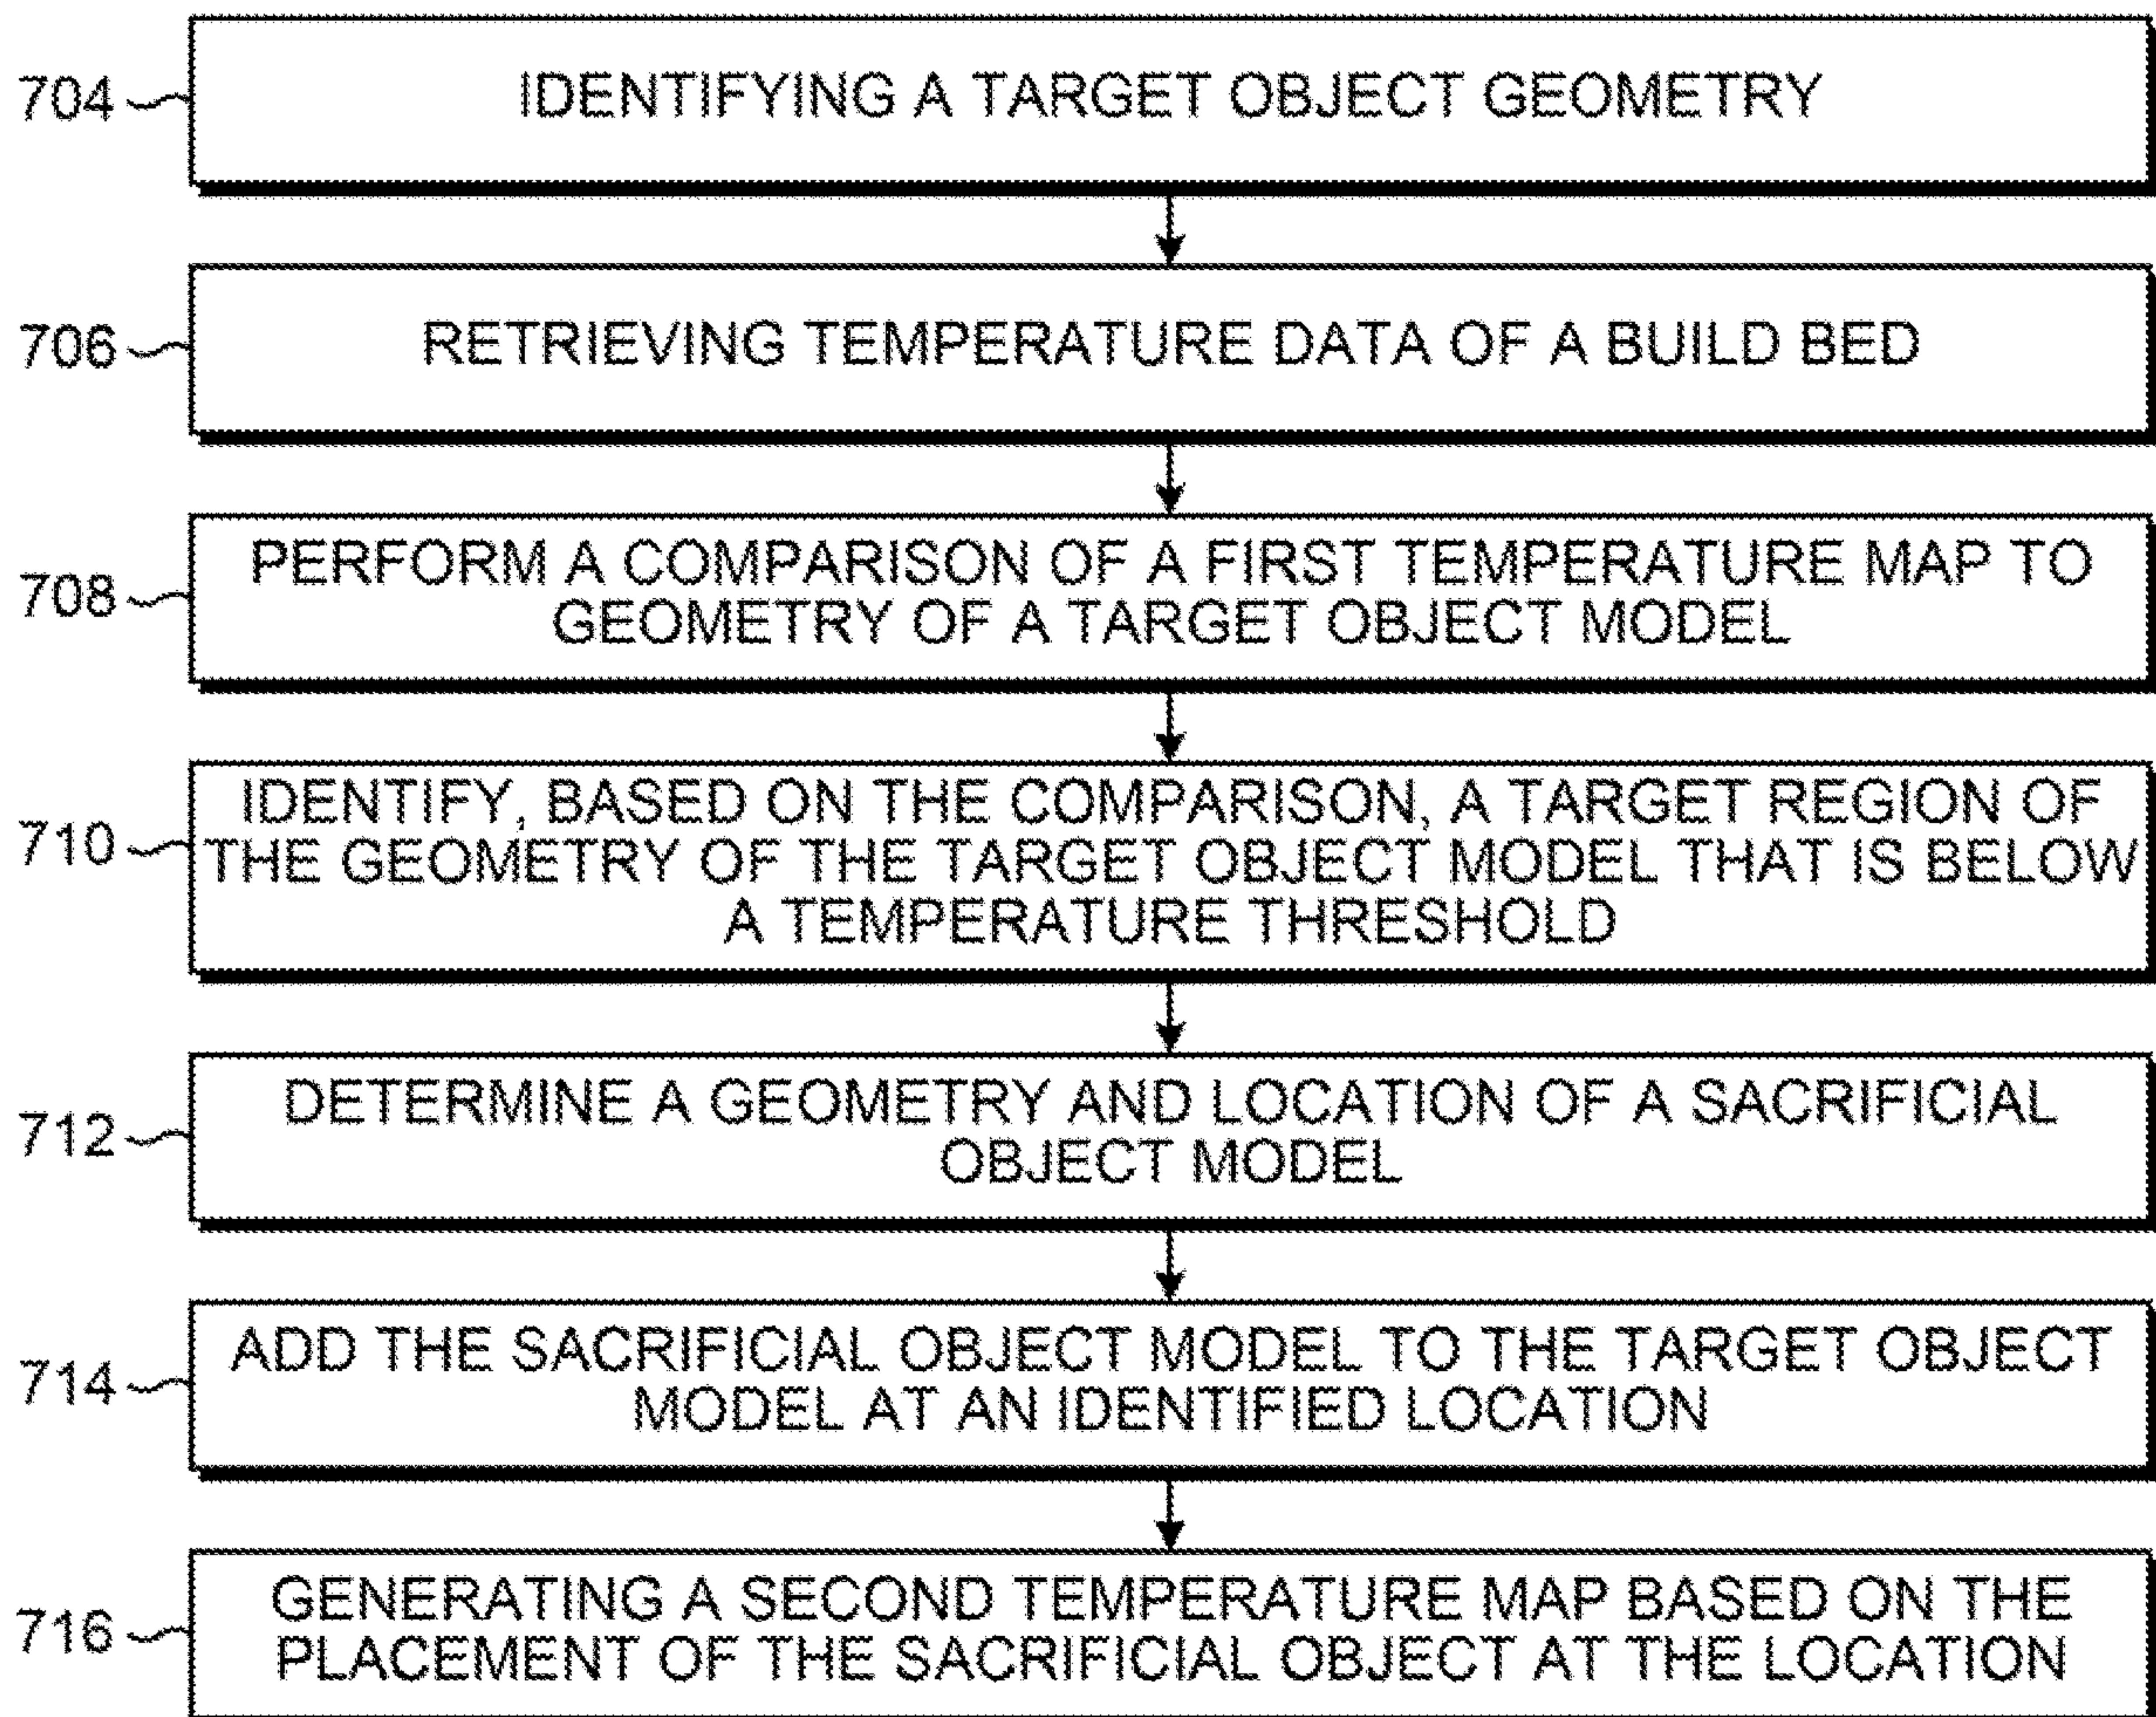 704
IDENTIFYING A TARGET OBJECT GEOMETRY
706
RETRIEVING TEMPERATURE DATA OF A BUILD BED
708
PERFORM A COMPARISON OF A FIRST TEMPERATURE MAP TO
GEOMETRY OF A TARGET OBJECT MODEL
710
IDENTIFY, BASED ON THE COMPARISON, A TARGET REGION OF
THE GEOMETRY OF THE TARGET OBJECT MODEL THAT IS BELOW
A TEMPERATURE THRESHOLD
712
DETERMINE A GEOMETRY AND LOCATION OF A SACRIFICIAL
OBJECT MODEL
714
ADD THE SACRIFICIAL OBJECT MODEL TO THE TARGET OBJECT
MODEL AT AN IDENTIFIED LOCATION
716
GENERATING A SECOND TEMPERATURE MAP BASED ON THE
PLACEMENT OF THE SACRIFICIAL OBJECT AT THE LOCATION